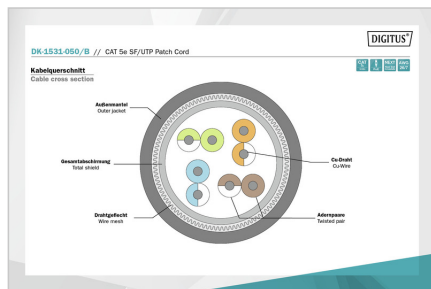 DIGITUS®
DK-1531-050/B // CAT 5e SF/UTP Patch Cord
Kabelquerschnitt
Cable cross section
Außenmantel
Outer jacket
Gesamtabschirmung
Total shield
Drahtgeflecht
Wire mesh
Cu-Draht
Cu-Wire
Adernpaare
Twisted pair